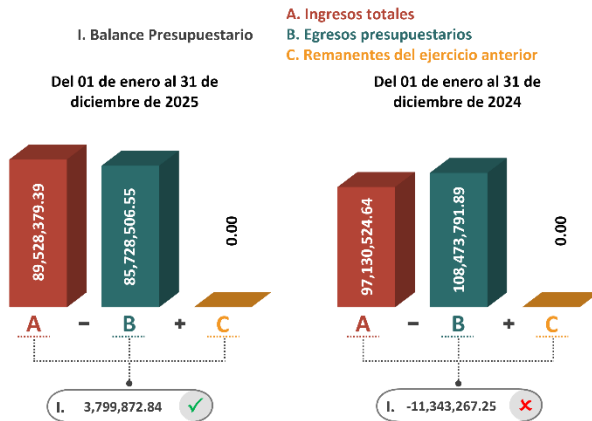 I. Balance Presupuestario
A. Ingresos totales
B. Egresos presupuestarios
C. Remanentes del ejercicio anterior
Del 01 de enero al 31 de
diciembre de 2025
89,528,379.39
85,728,506.55
0.00
A – B + C
I. 3,799,872.84 ✓
Del 01 de enero al 31 de
diciembre de 2024
97,130,524.64
108,473,791.89
0.00
A – B + C
I. -11,343,267.25 ✗